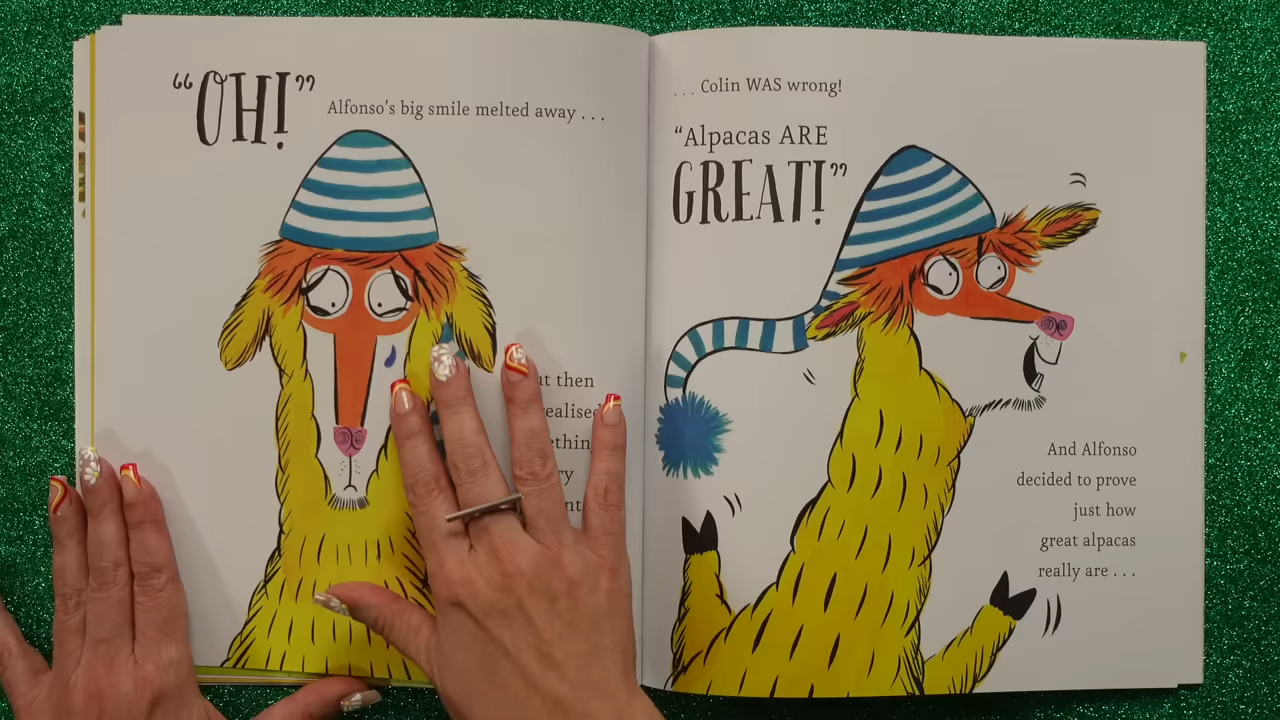 “OH!” Alfonso’s big smile melted away . . .
then
. . . Colin WAS wrong!
“Alpacas ARE
GREAT!”
And Alfonso
decided to prove
just how
great alpacas
really are . . .